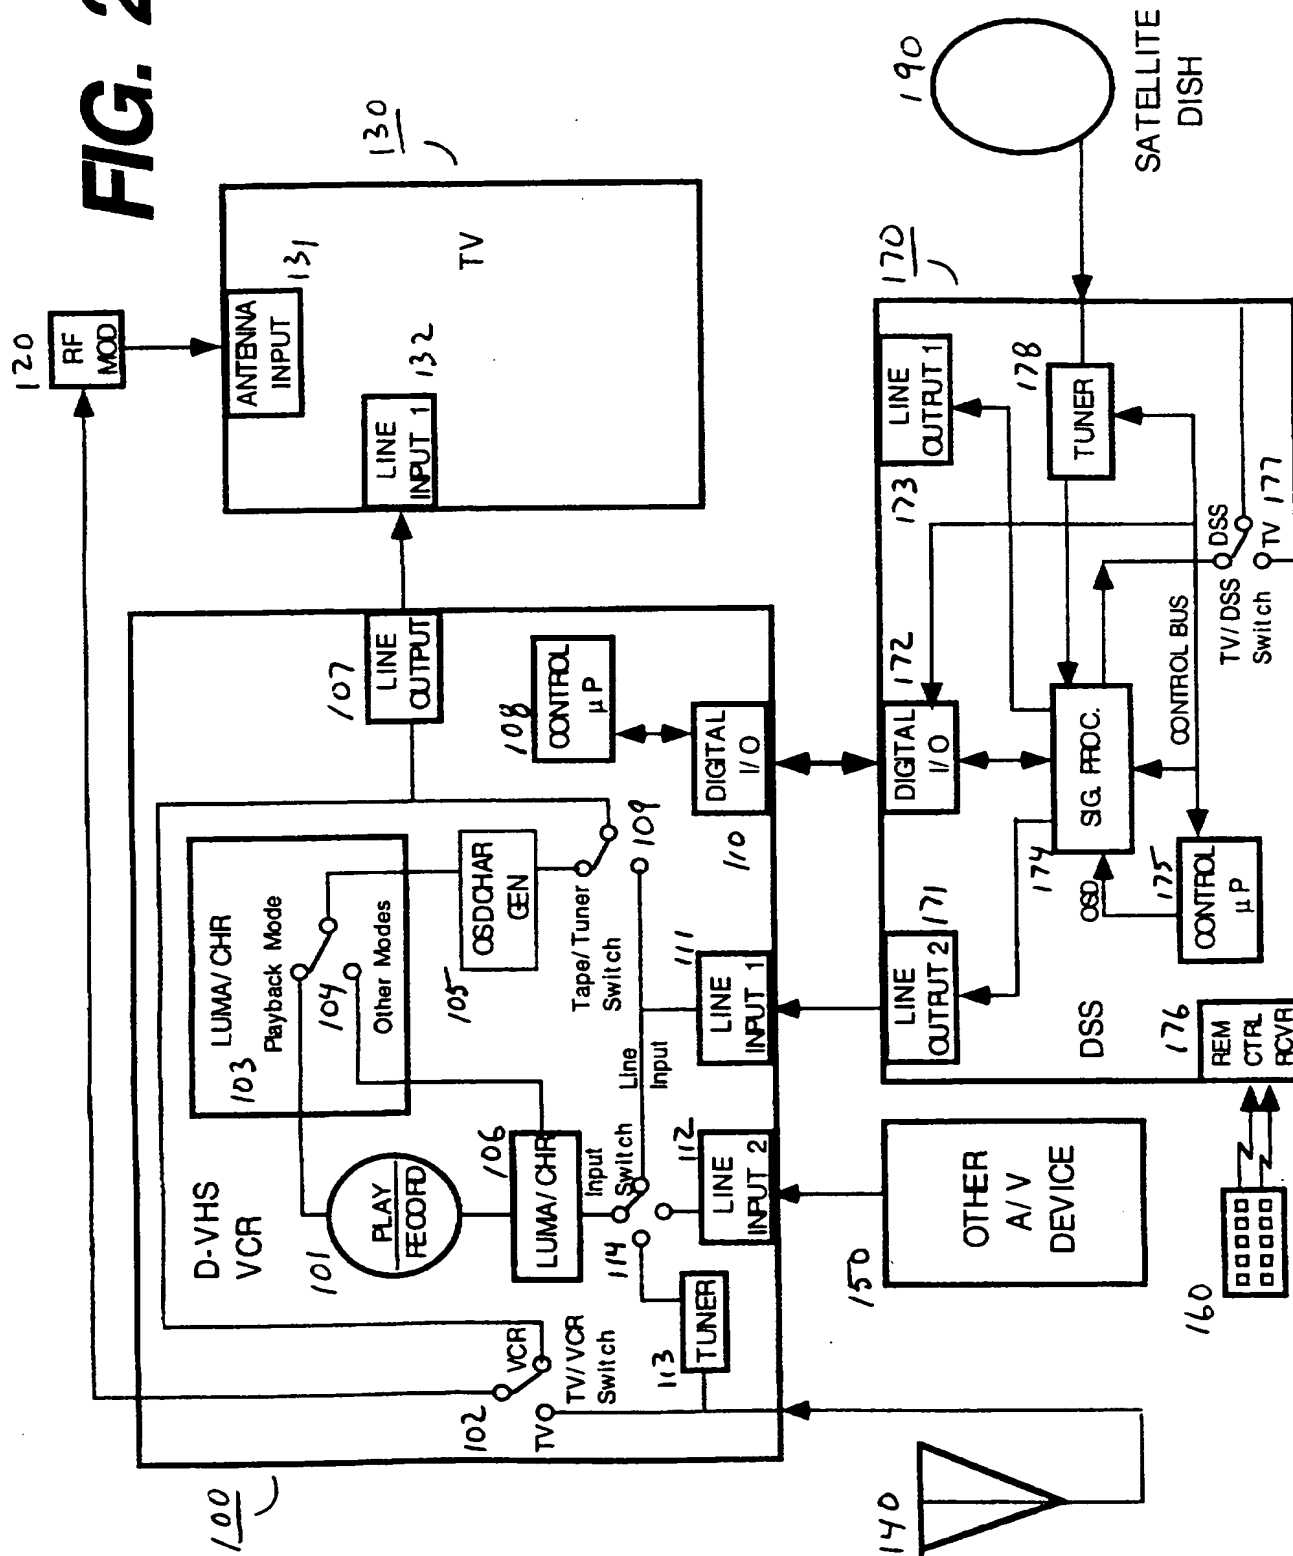 FIG. 2
120
RF
MOD
130
ANTENNA
INPUT
131
LINE
INPUT 1
132
TV
100
D-VHS
VCR
101
PLAY
RECORD
102
VCR
TV
TV/VCR
Switch
103
LUMA/CHR
Playback Mode
104
Other Modes
105
OSDCHAR
GEN
106
LUMA/CHR
107
LINE
OUTPUT
108
CONTROL
µP
Tape/Tuner
Switch
109
110
DIGITAL
I/O
Line
Input
111
LINE
INPUT 1
Input
Switch
112
LINE
INPUT 2
113
TUNER
114
140
150
OTHER
A/V
DEVICE
160
170
DSS
171
LINE
OUTPUT 2
172
DIGITAL
I/O
173
LINE
OUTPUT 1
174
SIG. PROC.
OSD
175
CONTROL
µP
CONTROL BUS
176
REM
CTRL
RCVR
TV/DSS
Switch
DSS
TV
177
178
TUNER
190
SATELLITE
DISH